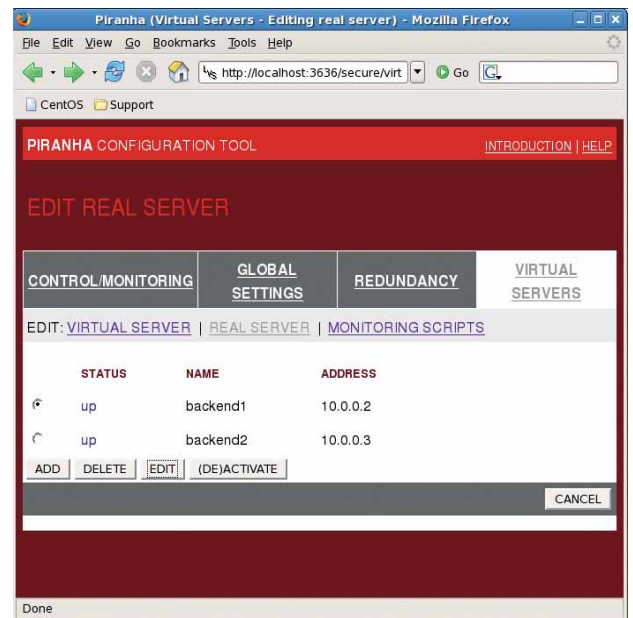 Piranha (Virtual Servers - Editing real server) - Mozilla Firefox
File Edit View Go Bookmarks Tools Help
http://localhost:3636/secure/virt Go G
CentOS Support
PIRANHA CONFIGURATION TOOL INTRODUCTION | HELP
EDIT REAL SERVER
CONTROL/MONITORING GLOBAL SETTINGS REDUNDANCY VIRTUAL SERVERS
EDIT: VIRTUAL SERVER | REAL SERVER | MONITORING SCRIPTS
STATUS NAME ADDRESS
up backend1 10.0.0.2
up backend2 10.0.0.3
ADD DELETE EDIT (DE)ACTIVATE
CANCEL
Done